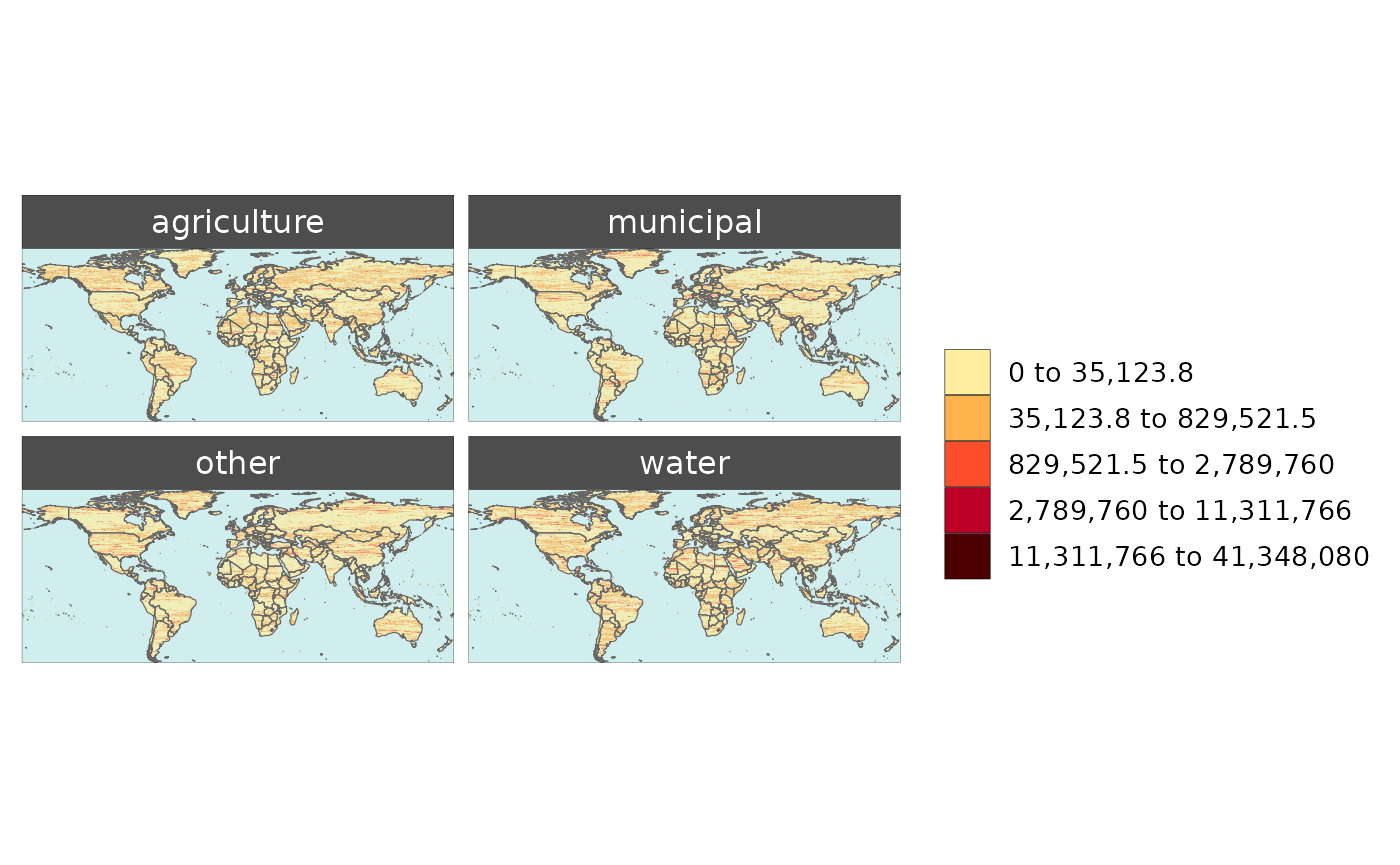 agriculture
municipal
other
water
0 to 35,123.8
35,123.8 to 829,521.5
829,521.5 to 2,789,760
2,789,760 to 11,311,766
11,311,766 to 41,348,080